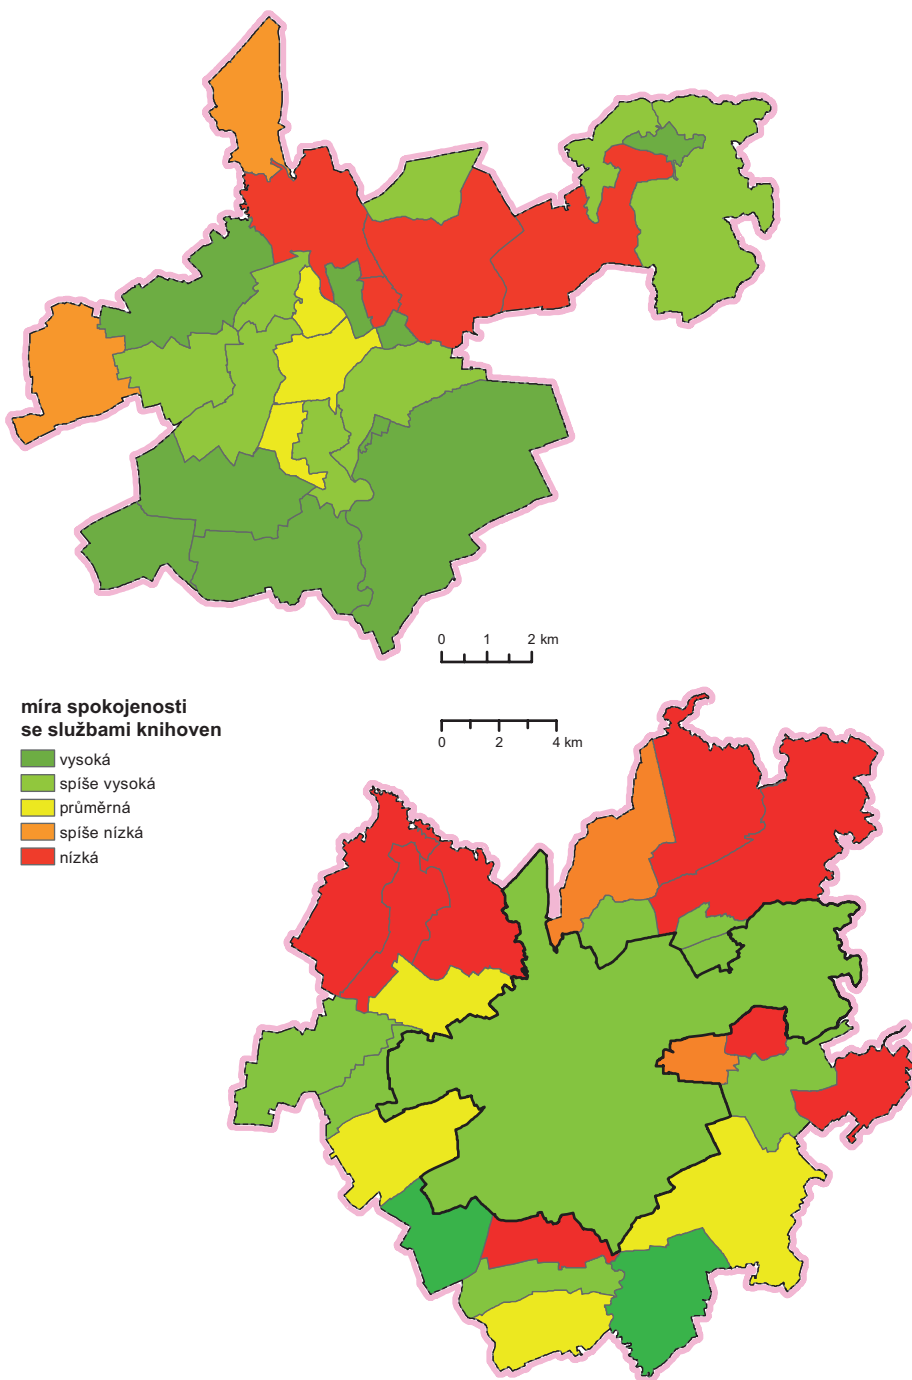 0 1 2 km
míra spokojenosti
se službami knihoven
vysoká
spíše vysoká
průměrná
spíše nízká
nízká
0 2 4 km